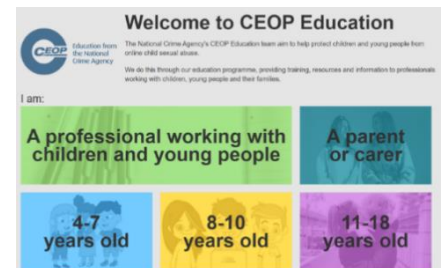 Welcome to CEOP Education
CEOP
Education from
the National
Crime Agency
The National Crime Agency's CEOP Education team aim to help protect children and young people from
online child sexual abuse.
We do this through our education programme, providing training, resources and information to professionals
working with children, young people and their families.
I am:
A professional working with
children and young people
A parent
or carer
4-7
years old
8-10
years old
11-18
years old